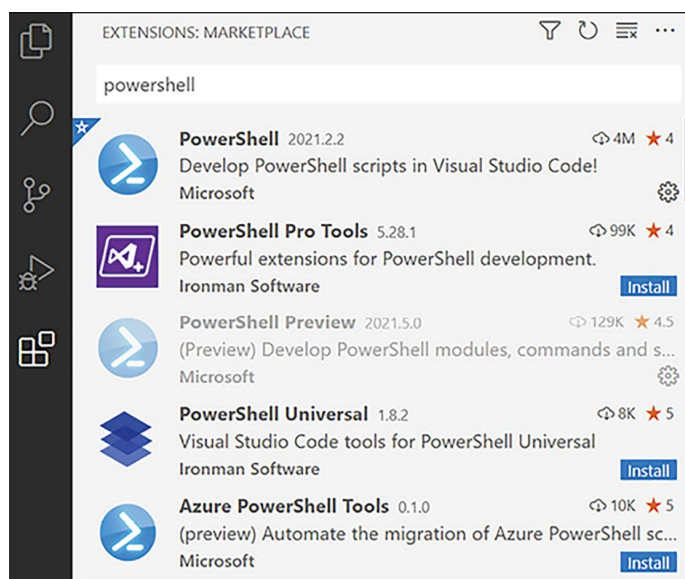 EXTENSIONS: MARKETPLACE
powershell
PowerShell 2021.2.2 4M 4
Develop PowerShell scripts in Visual Studio Code!
Microsoft
PowerShell Pro Tools 5.28.1 99K 4
Powerful extensions for PowerShell development.
Ironman Software Install
PowerShell Preview 2021.5.0 129K 4.5
(Preview) Develop PowerShell modules, commands and s...
Microsoft
PowerShell Universal 1.8.2 8K 5
Visual Studio Code tools for PowerShell Universal
Ironman Software Install
Azure PowerShell Tools 0.1.0 10K 5
(preview) Automate the migration of Azure PowerShell sc...
Microsoft Install